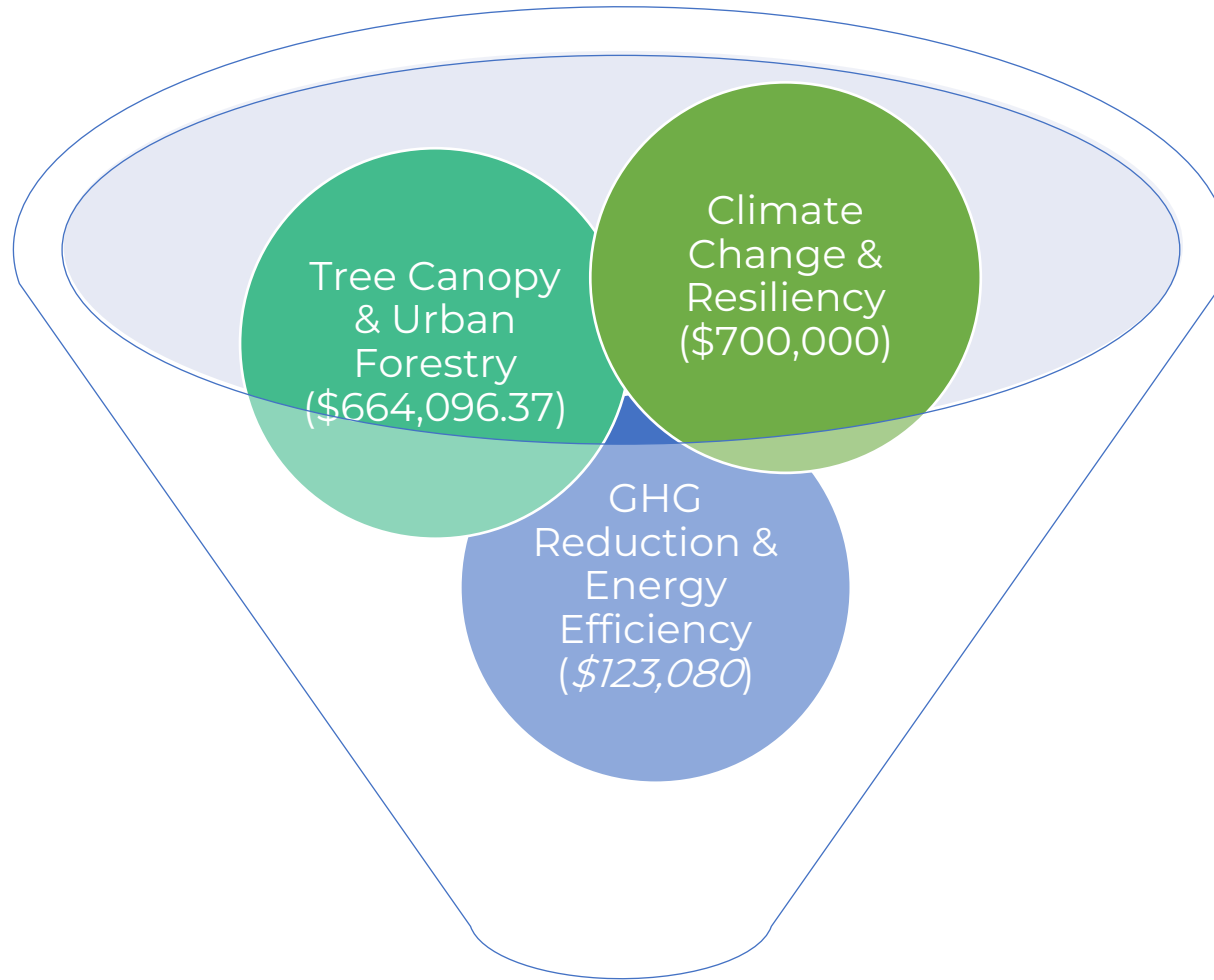 Tree Canopy
& Urban
Forestry
($664,096.37)
Climate
Change &
Resiliency
($700,000)
GHG
Reduction &
Energy
Efficiency
($123,080)